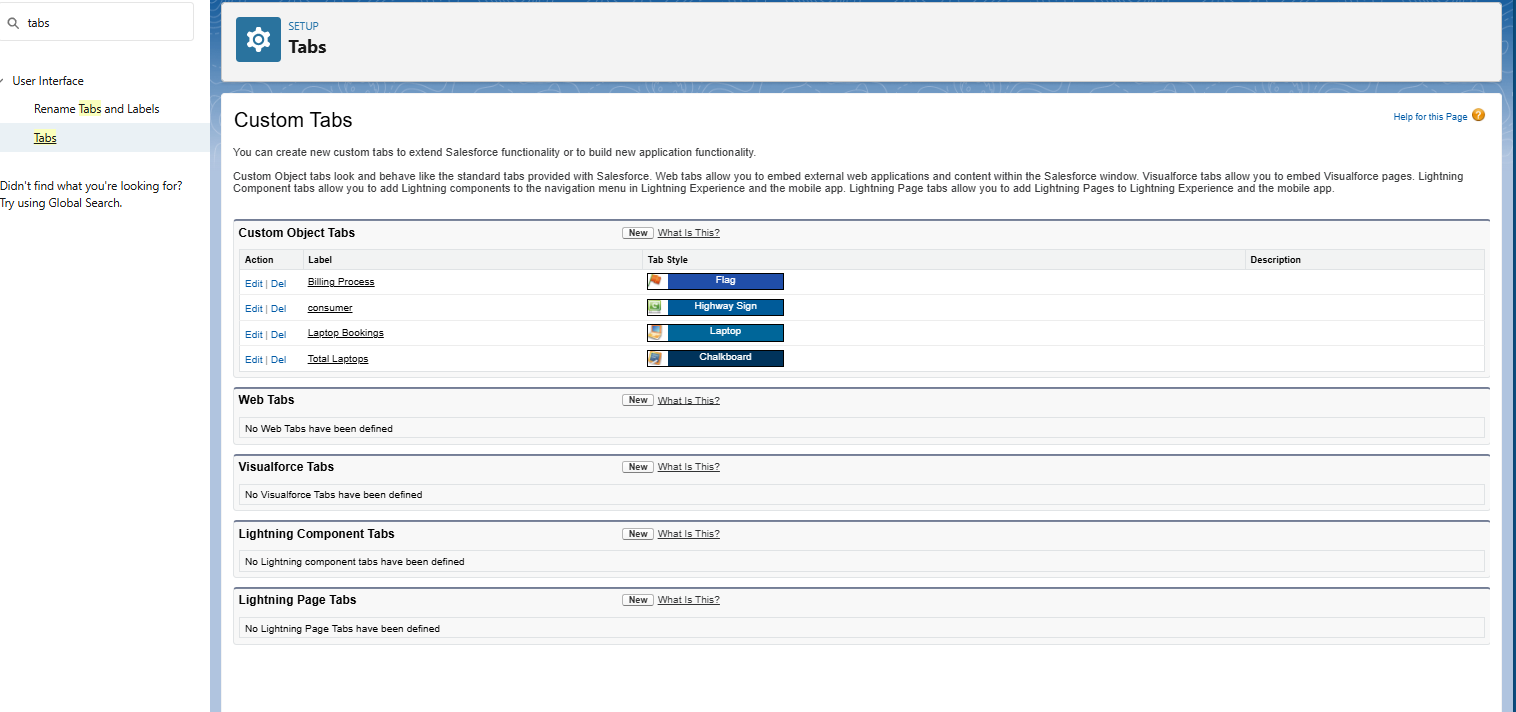 tabs
User Interface
Rename Tabs and Labels
Tabs
Didn't find what you're looking for?
Try using Global Search.
SETUP
Tabs
Custom Tabs
Help for this Page ?
You can create new custom tabs to extend Salesforce functionality or to build new application functionality.
Custom Object tabs look and behave like the standard tabs provided with Salesforce. Web tabs allow you to embed external web applications and content within the Salesforce window. Visualforce tabs allow you to embed Visualforce pages. Lightning
Component tabs allow you to add Lightning components to the navigation menu in Lightning Experience and the mobile app. Lightning Page tabs allow you to add Lightning Pages to Lightning Experience and the mobile app.
Custom Object Tabs New What Is This?
Action Label Tab Style Description
Edit | Del Billing Process Flag
Edit | Del consumer Highway Sign
Edit | Del Laptop Bookings Laptop
Edit | Del Total Laptops Chalkboard
Web Tabs New What Is This?
No Web Tabs have been defined
Visualforce Tabs New What Is This?
No Visualforce Tabs have been defined
Lightning Component Tabs New What Is This?
No Lightning component tabs have been defined
Lightning Page Tabs New What Is This?
No Lightning Page Tabs have been defined